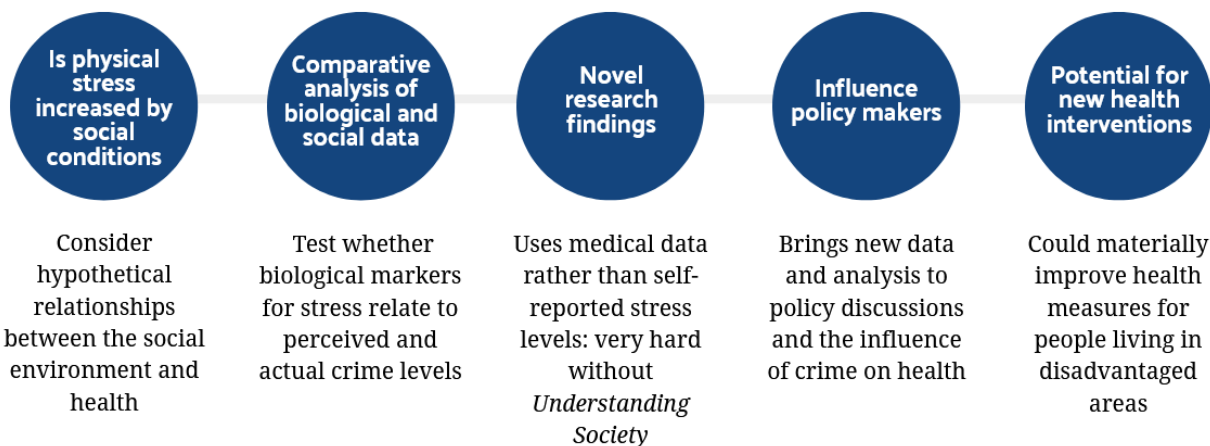 Is physical
stress
increased by
social
conditions
Consider
hypothetical
relationships
between the social
environment and
health
Comparative
analysis of
biological and
social data
Test whether
biological markers
for stress relate to
perceived and
actual crime levels
Novel
research
findings
Uses medical data
rather than self-
reported stress
levels: very hard
without
Understanding
Society
Influence
policy makers
Brings new data
and analysis to
policy discussions
and the influence
of crime on health
Potential for
new health
interventions
Could materially
improve health
measures for
people living in
disadvantaged
areas